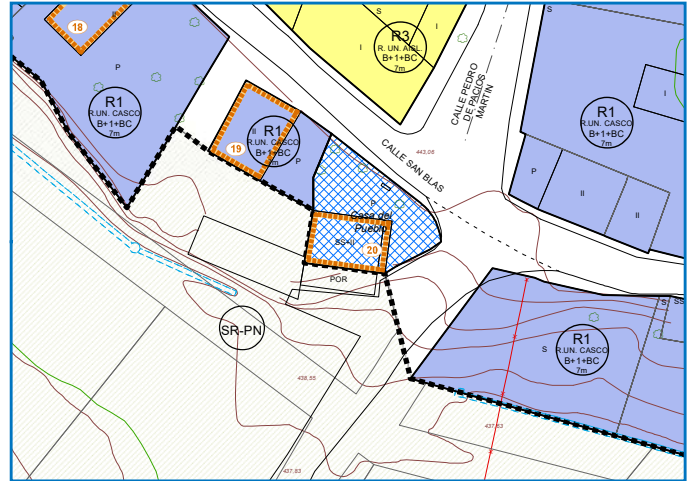 18
S
S
R3
R. UN. AISL.
B+1+BC
7m
I
I
P
R1
R.UN. CASCO
B+1+BC
7m
CALLE PEDRO
DE PACIOS
MARTIN
I
R1
R.UN. CASCO
B+1+BC
7m
II
R1
R.UN. CASCO
B+1+BC
19
P
443,06
CALLE SAN BLAS
P
II
II
P
Casa del
Pueblo
SS+II
20
POR
SR-PN
S
SS
R1
R.UN. CASCO
B+1+BC
7m
S
438,55
437.63
437.83